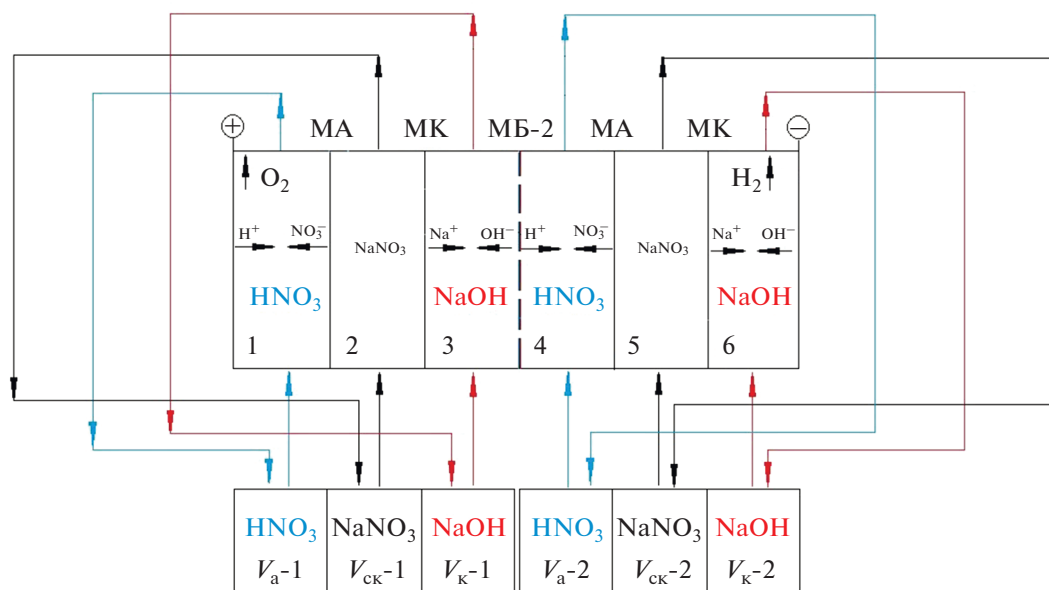 + МА МК МБ-2 МА МК −
O₂ H₂
H⁺ NO₃⁻ NaNO₃ Na⁺ OH⁻ H⁺ NO₃⁻ NaNO₃ Na⁺ OH⁻
HNO₃ NaOH HNO₃ NaOH
1 2 3 4 5 6
HNO₃ NaNO₃ NaOH HNO₃ NaNO₃ NaOH
Vа-1 Vск-1 Vк-1 Vа-2 Vск-2 Vк-2